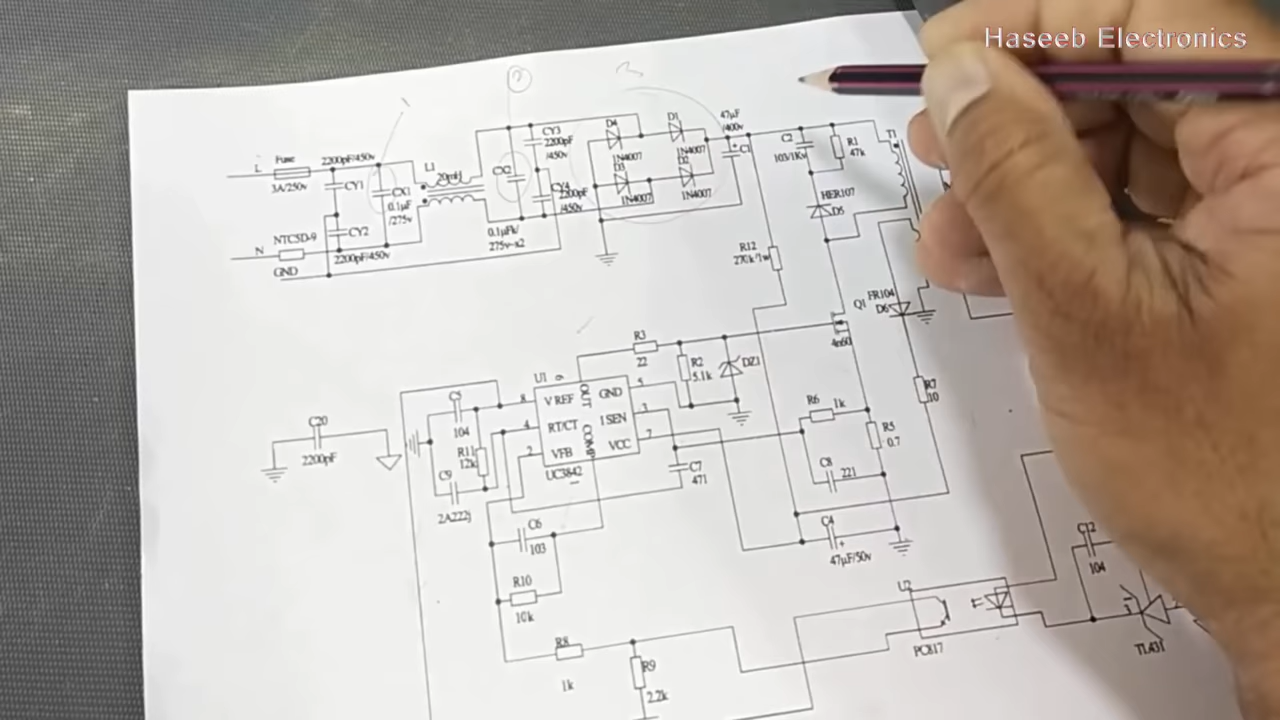 Haseeb Electronics
2
3
L
Fuse
3A/250v
2200pF/450v
CY1
CX1
0.1µF
/275v
CY2
2200pF/450v
N
NTC5D-9
GND
L1
20mH
CX2
0.1µFk/
275v~x2
CY3
2200pF
/450v
CY4
2200pF
/450v
D4
1N4007
D1
1N4007
D3
1N4007
D2
1N4007
47µF
/400v
C1
C2
103/1Kv
R1
47k
T1
HER107
D5
R12
270k/1w
Q1
4n60
FR104
D6
R7
10
R3
22
R2
5.1k
DZ1
U1
6
8
4
2
5
3
7
VREF
OUT
GND
RT/CT
ISEN
VFB
COMP
VCC
UC3842
C5
104
R11
12k
C9
2A222j
C20
2200pF
C7
471
R6
1k
R5
0.7
C8
221
C4
47µF/50v
C6
103
R10
10k
R8
1k
R9
2.2k
U2
PC817
C12
104
TL431